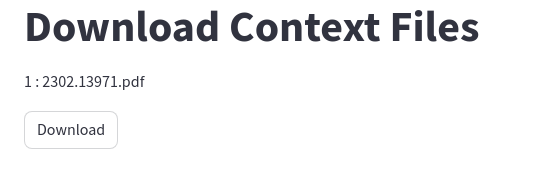 Download Context Files
1 : 2302.13971.pdf
Download